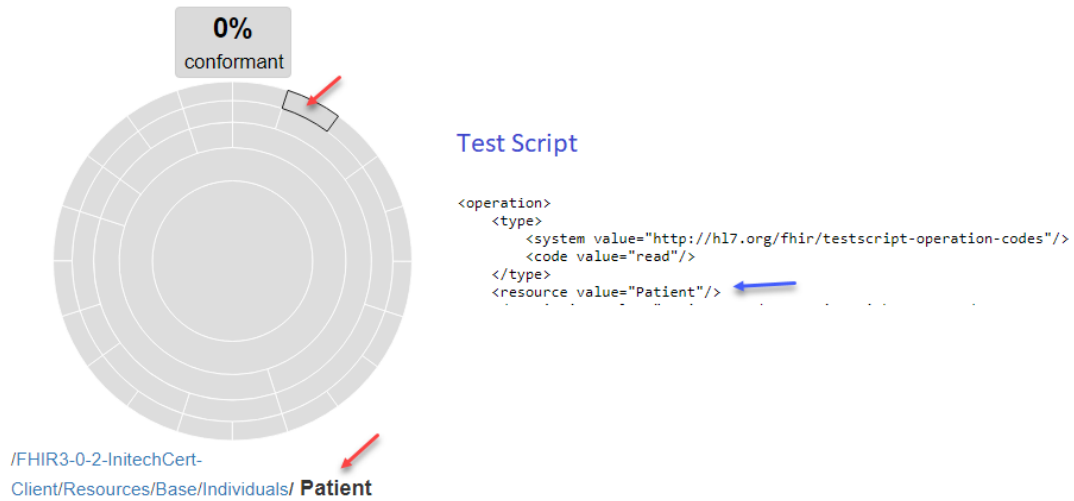 0%
conformant
Test Script
<operation>
<type>
<system value="http://hl7.org/fhir/testscript-operation-codes"/>
<code value="read"/>
</type>
<resource value="Patient"/>
/FHIR3-0-2-InitechCert-
Client/Resources/Base/Individuals/ Patient